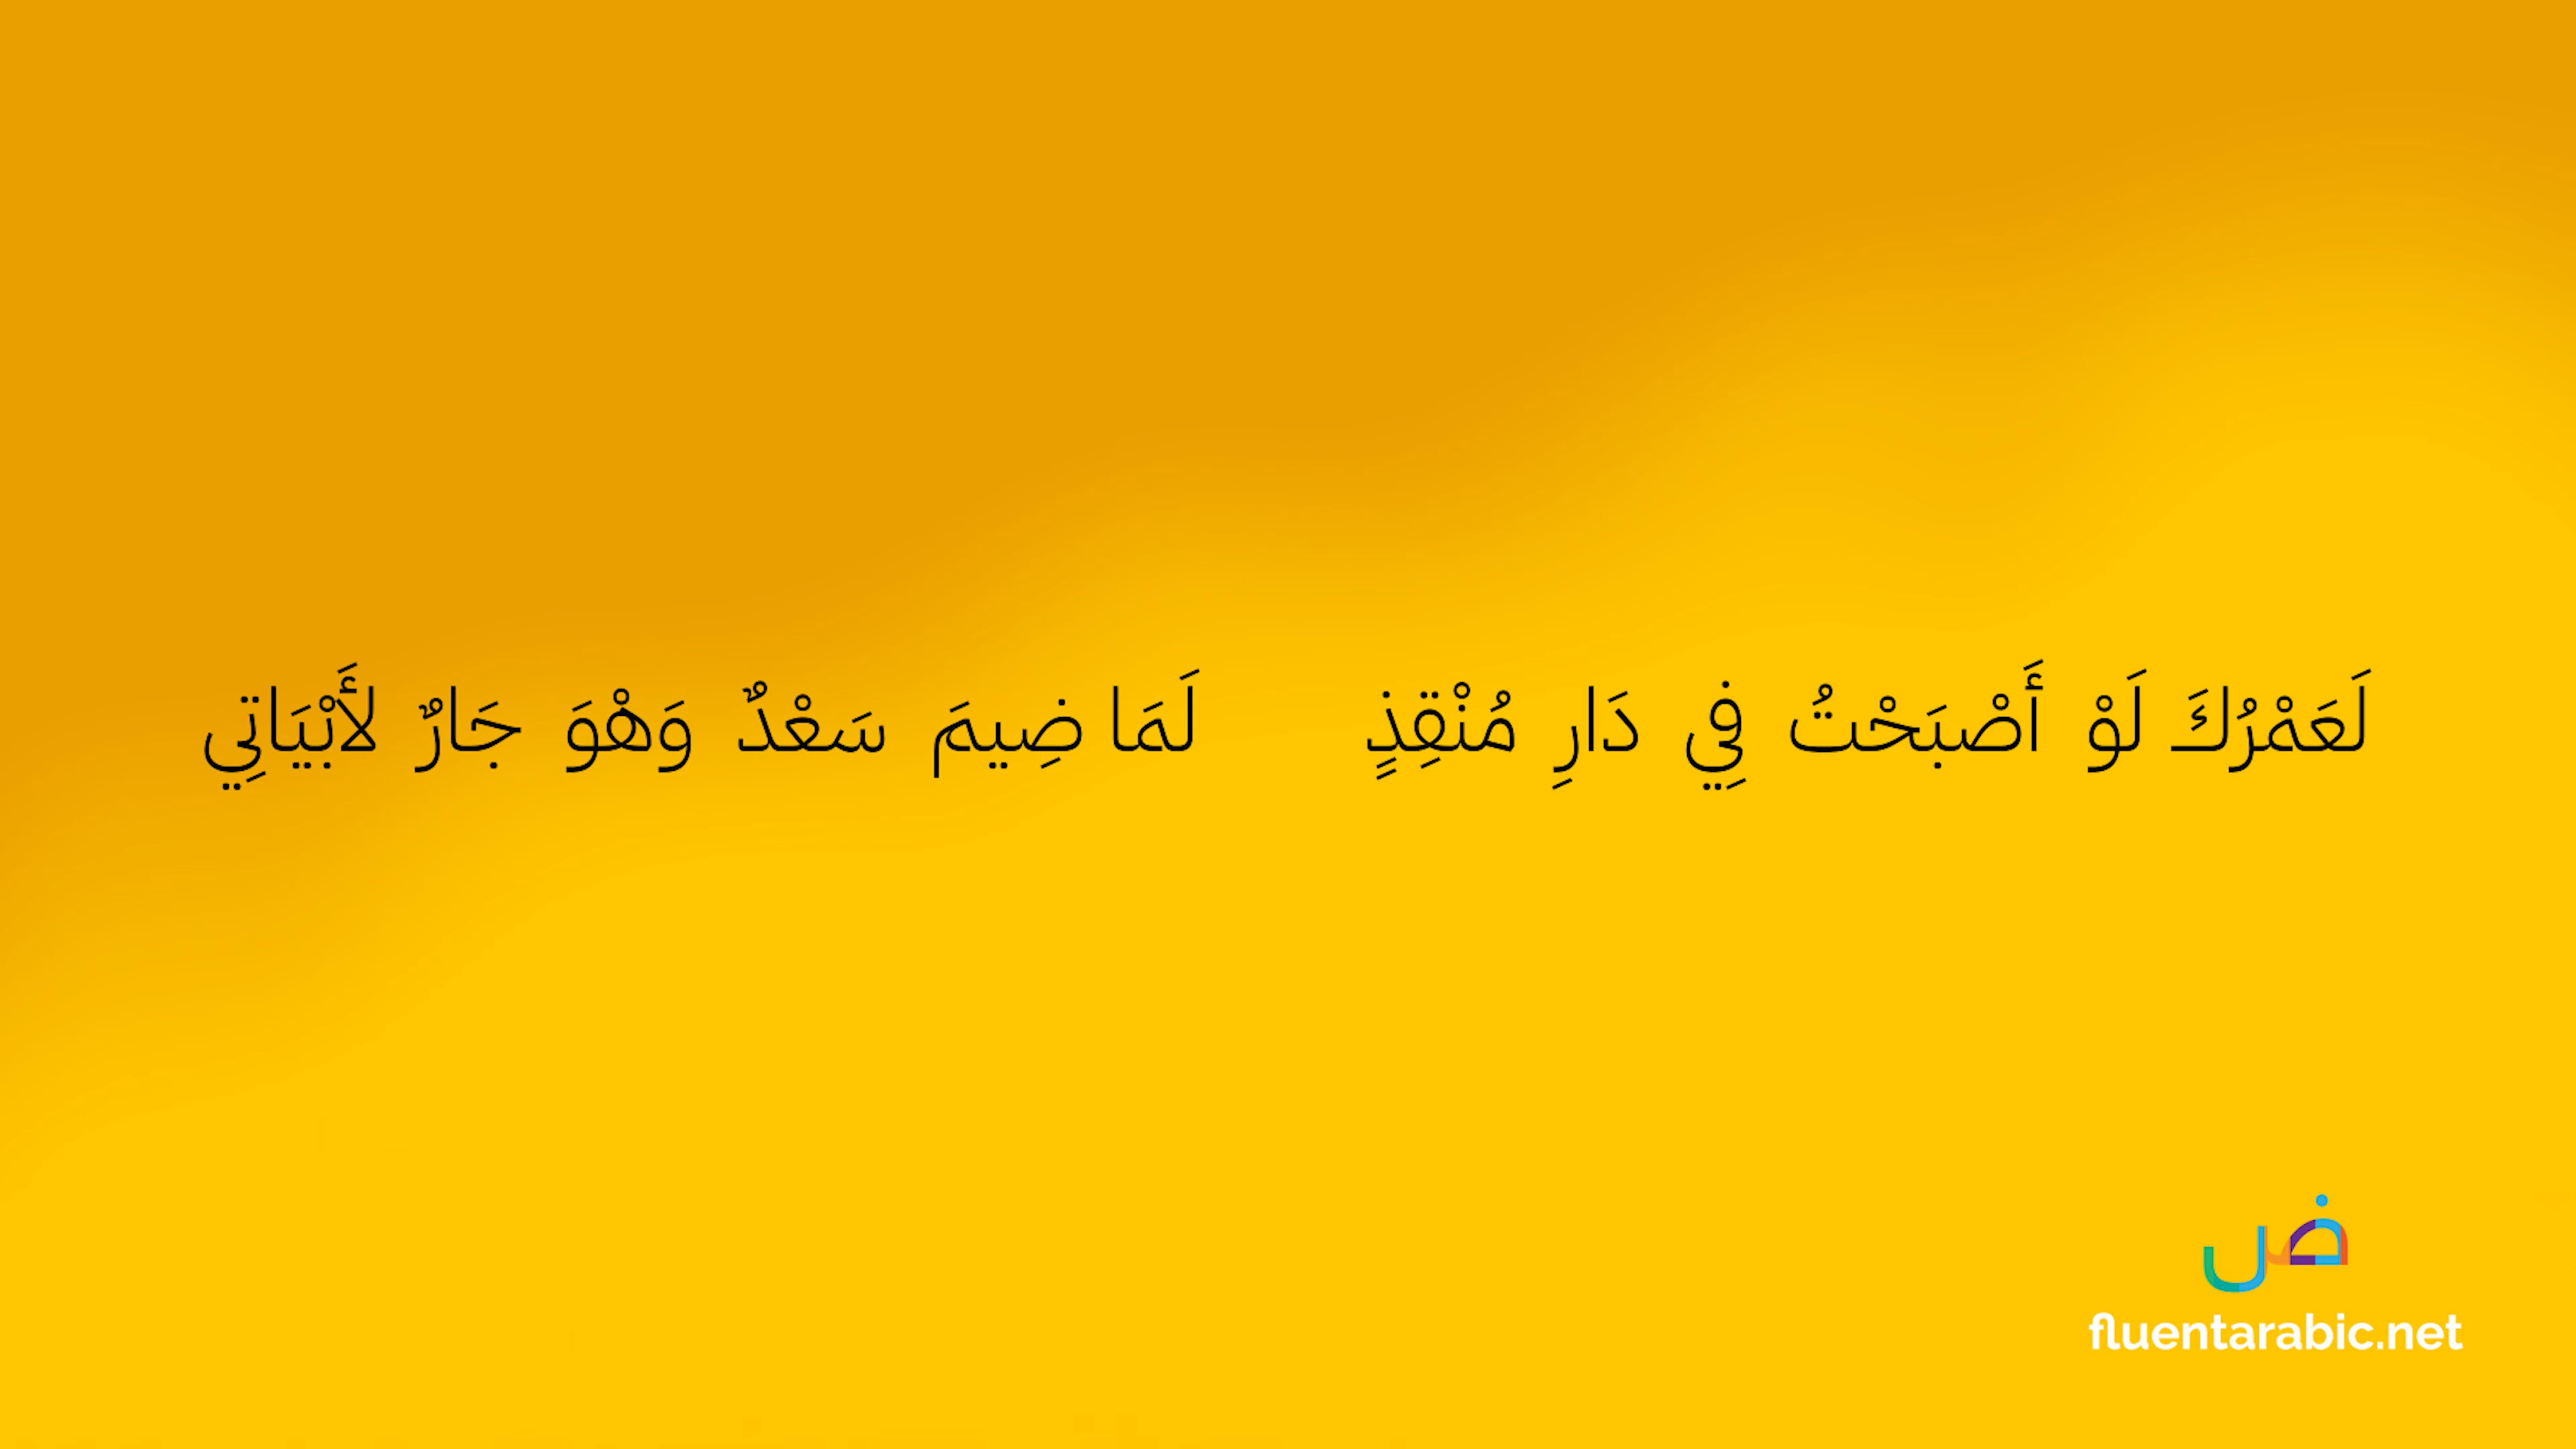 لَعَمْرُكَ لَوْ أَصْبَحْتُ فِي دَارِ مُنْقِذٍ لَمَا ضِيمَ سَعْدٌ وَهْوَ جَارٌ لأَبْيَاتِي
ض
fluentarabic.net